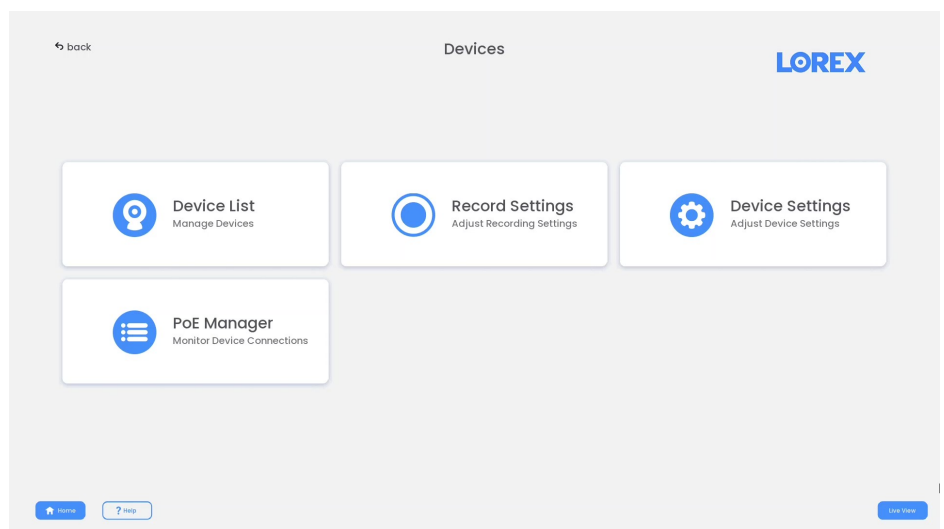 back
Devices
LOREX
Device List
Manage Devices
Record Settings
Adjust Recording Settings
Device Settings
Adjust Device Settings
PoE Manager
Monitor Device Connections
Home
? Help
Live View